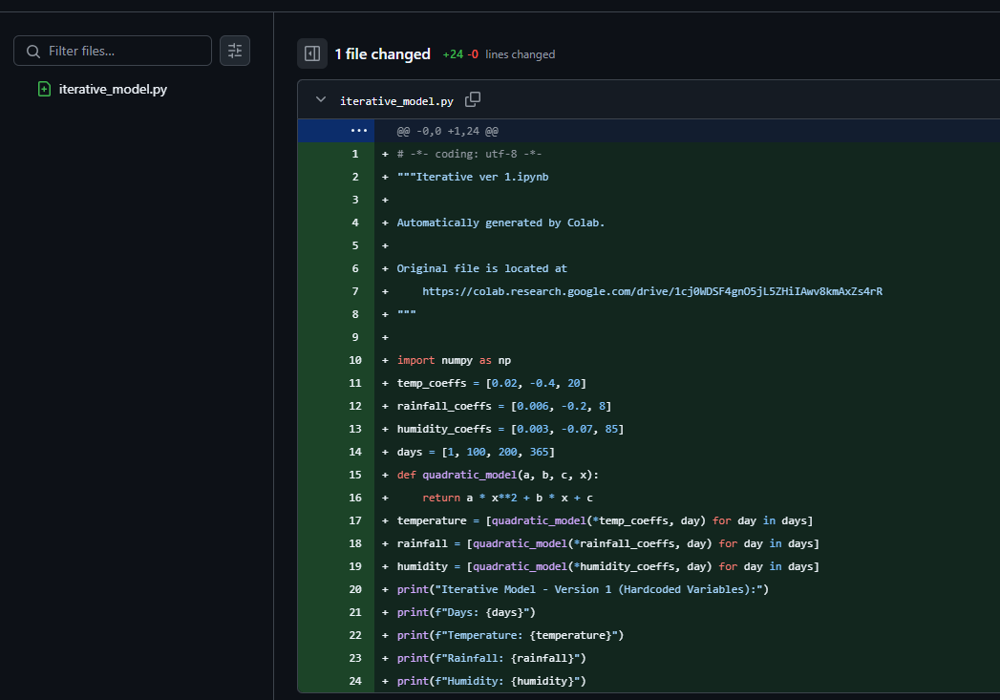 Filter files...
iterative_model.py
1 file changed +24 -0 lines changed
iterative_model.py
@@ -0,0 +1,24 @@
1 + # -*- coding: utf-8 -*-
2 + """Iterative ver 1.ipynb
3 +
4 + Automatically generated by Colab.
5 +
6 + Original file is located at
7 +     https://colab.research.google.com/drive/1cj0WDSF4gnO5jL5ZHiIAwv8kmAxZs4rR
8 + """
9 +
10 + import numpy as np
11 + temp_coeffs = [0.02, -0.4, 20]
12 + rainfall_coeffs = [0.006, -0.2, 8]
13 + humidity_coeffs = [0.003, -0.07, 85]
14 + days = [1, 100, 200, 365]
15 + def quadratic_model(a, b, c, x):
16 +     return a * x**2 + b * x + c
17 + temperature = [quadratic_model(*temp_coeffs, day) for day in days]
18 + rainfall = [quadratic_model(*rainfall_coeffs, day) for day in days]
19 + humidity = [quadratic_model(*humidity_coeffs, day) for day in days]
20 + print("Iterative Model - Version 1 (Hardcoded Variables):")
21 + print(f"Days: {days}")
22 + print(f"Temperature: {temperature}")
23 + print(f"Rainfall: {rainfall}")
24 + print(f"Humidity: {humidity}")